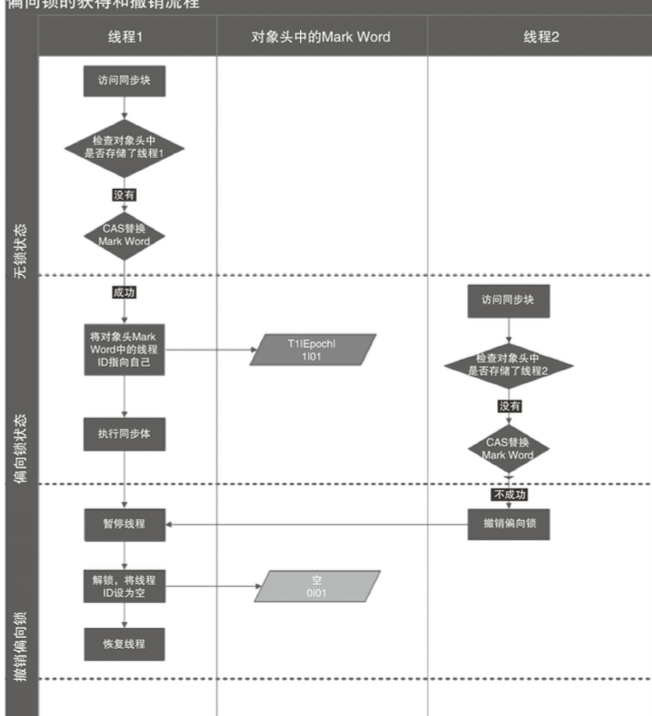 偏向锁的获得和撤销流程
线程1
对象头中的Mark Word
线程2
无锁状态
访问同步块
检查对象头中
是否存储了线程1
没有
CAS替换
Mark Word
偏向锁状态
成功
将对象头Mark
Word中的线程
ID指向自己
T1|Epoch|
1|01
执行同步体
访问同步块
检查对象头中
是否存储了线程2
没有
CAS替换
Mark Word
不成功
撤销偏向锁
暂停线程
撤销偏向锁
解锁，将线程
ID设为空
空
0|01
恢复线程